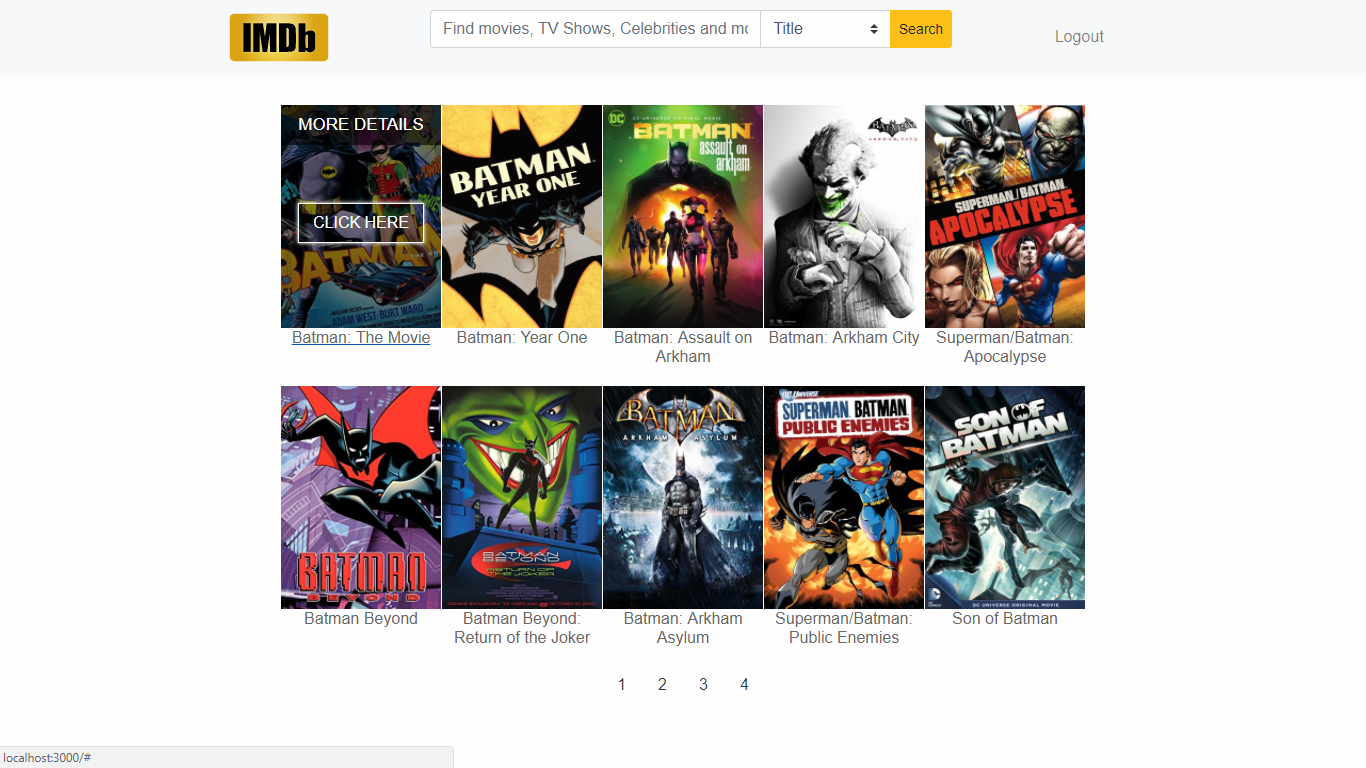 IMDb
Find movies, TV Shows, Celebrities and mo
Title
Search
Logout
MORE DETAILS
CLICK HERE
BATMAN
ADAM WEST · BURT WARD
BATMAN
YEAR ONE
DC
DC UNIVERSE ORIGINAL MOVIE
BATMAN
assault on
arkham
BATMAN
ARKHAM CITY
SUPERMAN/BATMAN
APOCALYPSE
Batman: The Movie
Batman: Year One
Batman: Assault on
Arkham
Batman: Arkham City
Superman/Batman:
Apocalypse
BATMAN
BEYOND
BATMAN
BEYOND
RETURN OF
THE JOKER
BATMAN
ARKHAM ASYLUM
DC UNIVERSE
SUPERMAN BATMAN
PUBLIC ENEMIES
SON OF
BATMAN
DC UNIVERSE ORIGINAL MOVIE
Batman Beyond
Batman Beyond:
Return of the Joker
Batman: Arkham
Asylum
Superman/Batman:
Public Enemies
Son of Batman
1 2 3 4
localhost:3000/#